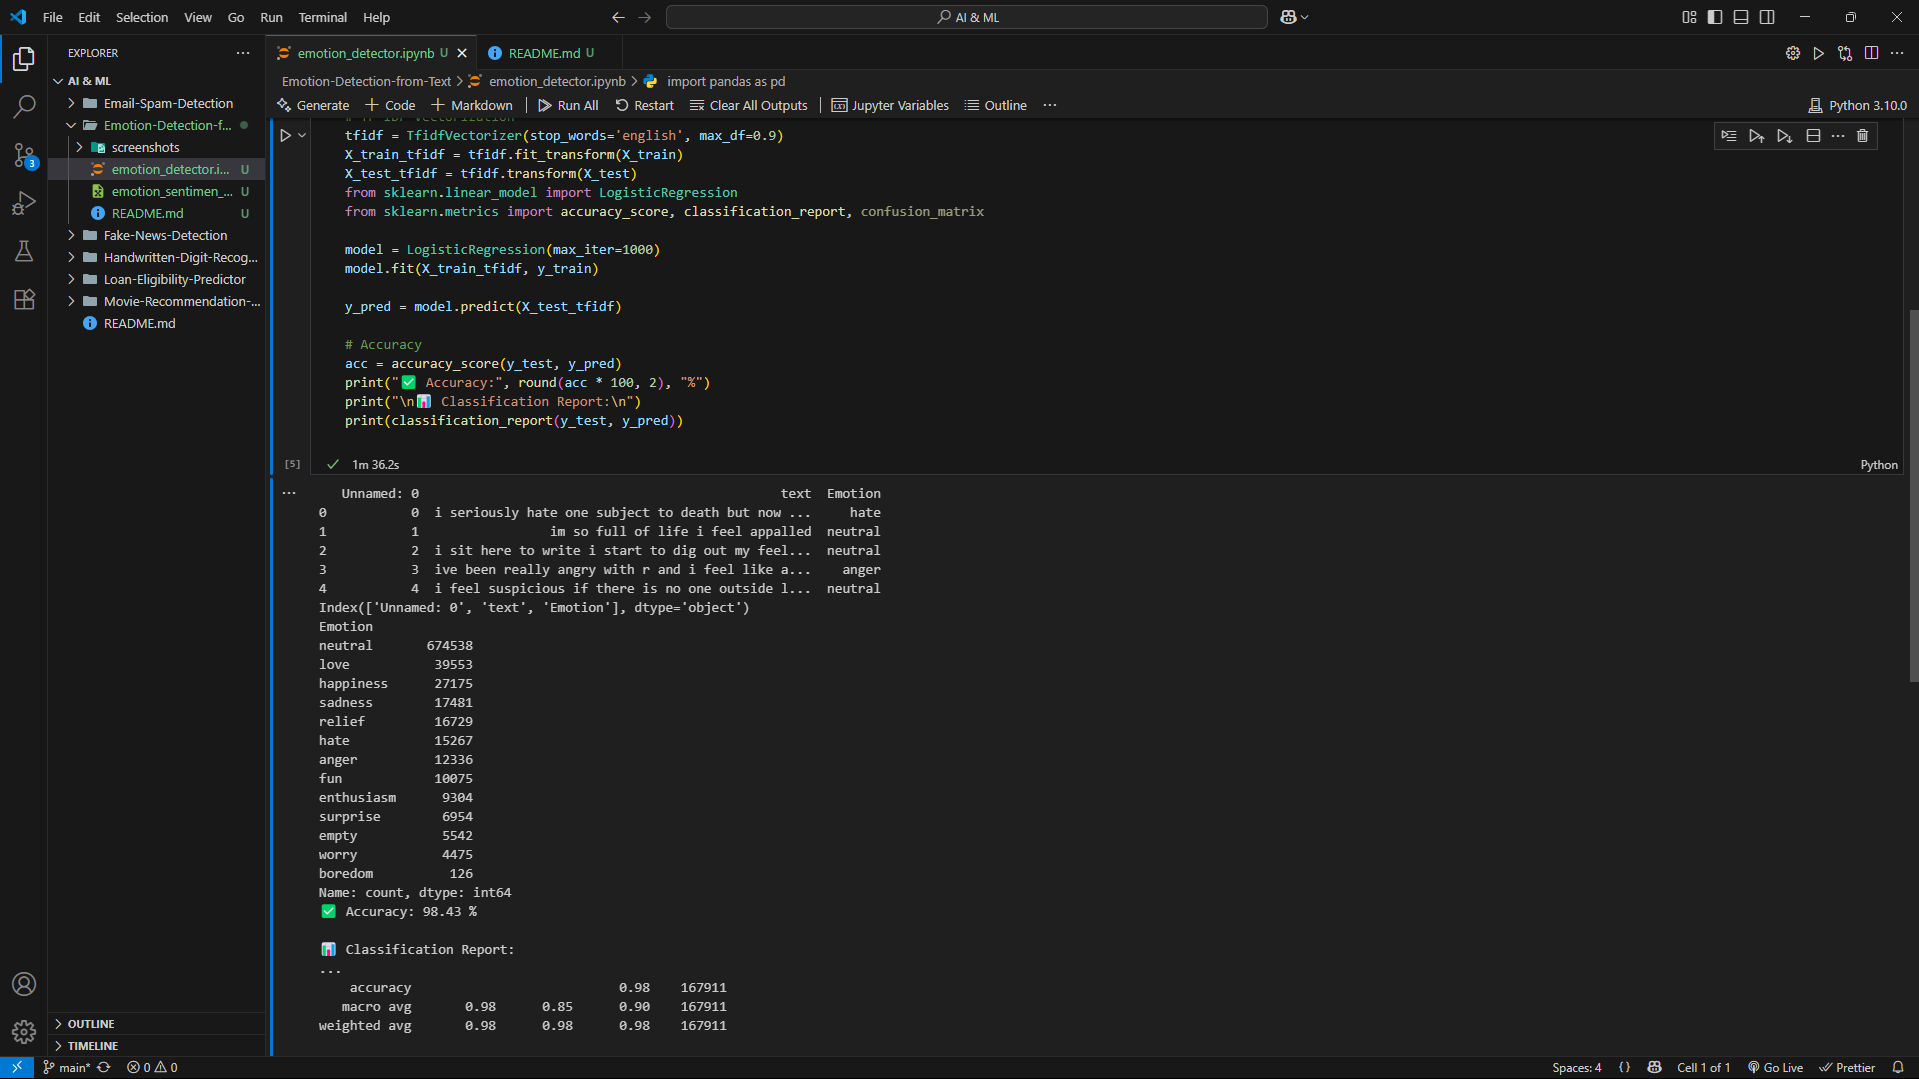 File Edit Selection View Go Run Terminal Help
AI & ML
EXPLORER
AI & ML
Email-Spam-Detection
Emotion-Detection-f...
screenshots
emotion_detector.i... U
emotion_sentimen_... U
README.md U
Fake-News-Detection
Handwritten-Digit-Recog...
Loan-Eligibility-Predictor
Movie-Recommendation-...
README.md
OUTLINE
TIMELINE
3
emotion_detector.ipynb U
README.md U
Emotion-Detection-from-Text > emotion_detector.ipynb > import pandas as pd
Generate + Code + Markdown Run All Restart Clear All Outputs Jupyter Variables Outline ...
Python 3.10.0
# TF-IDF Vectorization
tfidf = TfidfVectorizer(stop_words='english', max_df=0.9)
X_train_tfidf = tfidf.fit_transform(X_train)
X_test_tfidf = tfidf.transform(X_test)
from sklearn.linear_model import LogisticRegression
from sklearn.metrics import accuracy_score, classification_report, confusion_matrix
model = LogisticRegression(max_iter=1000)
model.fit(X_train_tfidf, y_train)
y_pred = model.predict(X_test_tfidf)
# Accuracy
acc = accuracy_score(y_test, y_pred)
print("✅ Accuracy:", round(acc * 100, 2), "%")
print("\n📊 Classification Report:\n")
print(classification_report(y_test, y_pred))
[5] ✓ 1m 36.2s Python
Unnamed: 0 text Emotion
0 0 i seriously hate one subject to death but now ... hate
1 1 im so full of life i feel appalled neutral
2 2 i sit here to write i start to dig out my feel... neutral
3 3 ive been really angry with r and i feel like a... anger
4 4 i feel suspicious if there is no one outside l... neutral
Index(['Unnamed: 0', 'text', 'Emotion'], dtype='object')
Emotion
neutral 674538
love 39553
happiness 27175
sadness 17481
relief 16729
hate 15267
anger 12336
fun 10075
enthusiasm 9304
surprise 6954
empty 5542
worry 4475
boredom 126
Name: count, dtype: int64
✅ Accuracy: 98.43 %
📊 Classification Report:
...
accuracy 0.98 167911
macro avg 0.98 0.85 0.90 167911
weighted avg 0.98 0.98 0.98 167911
main* 0 0
Spaces: 4 {} Cell 1 of 1 Go Live Prettier